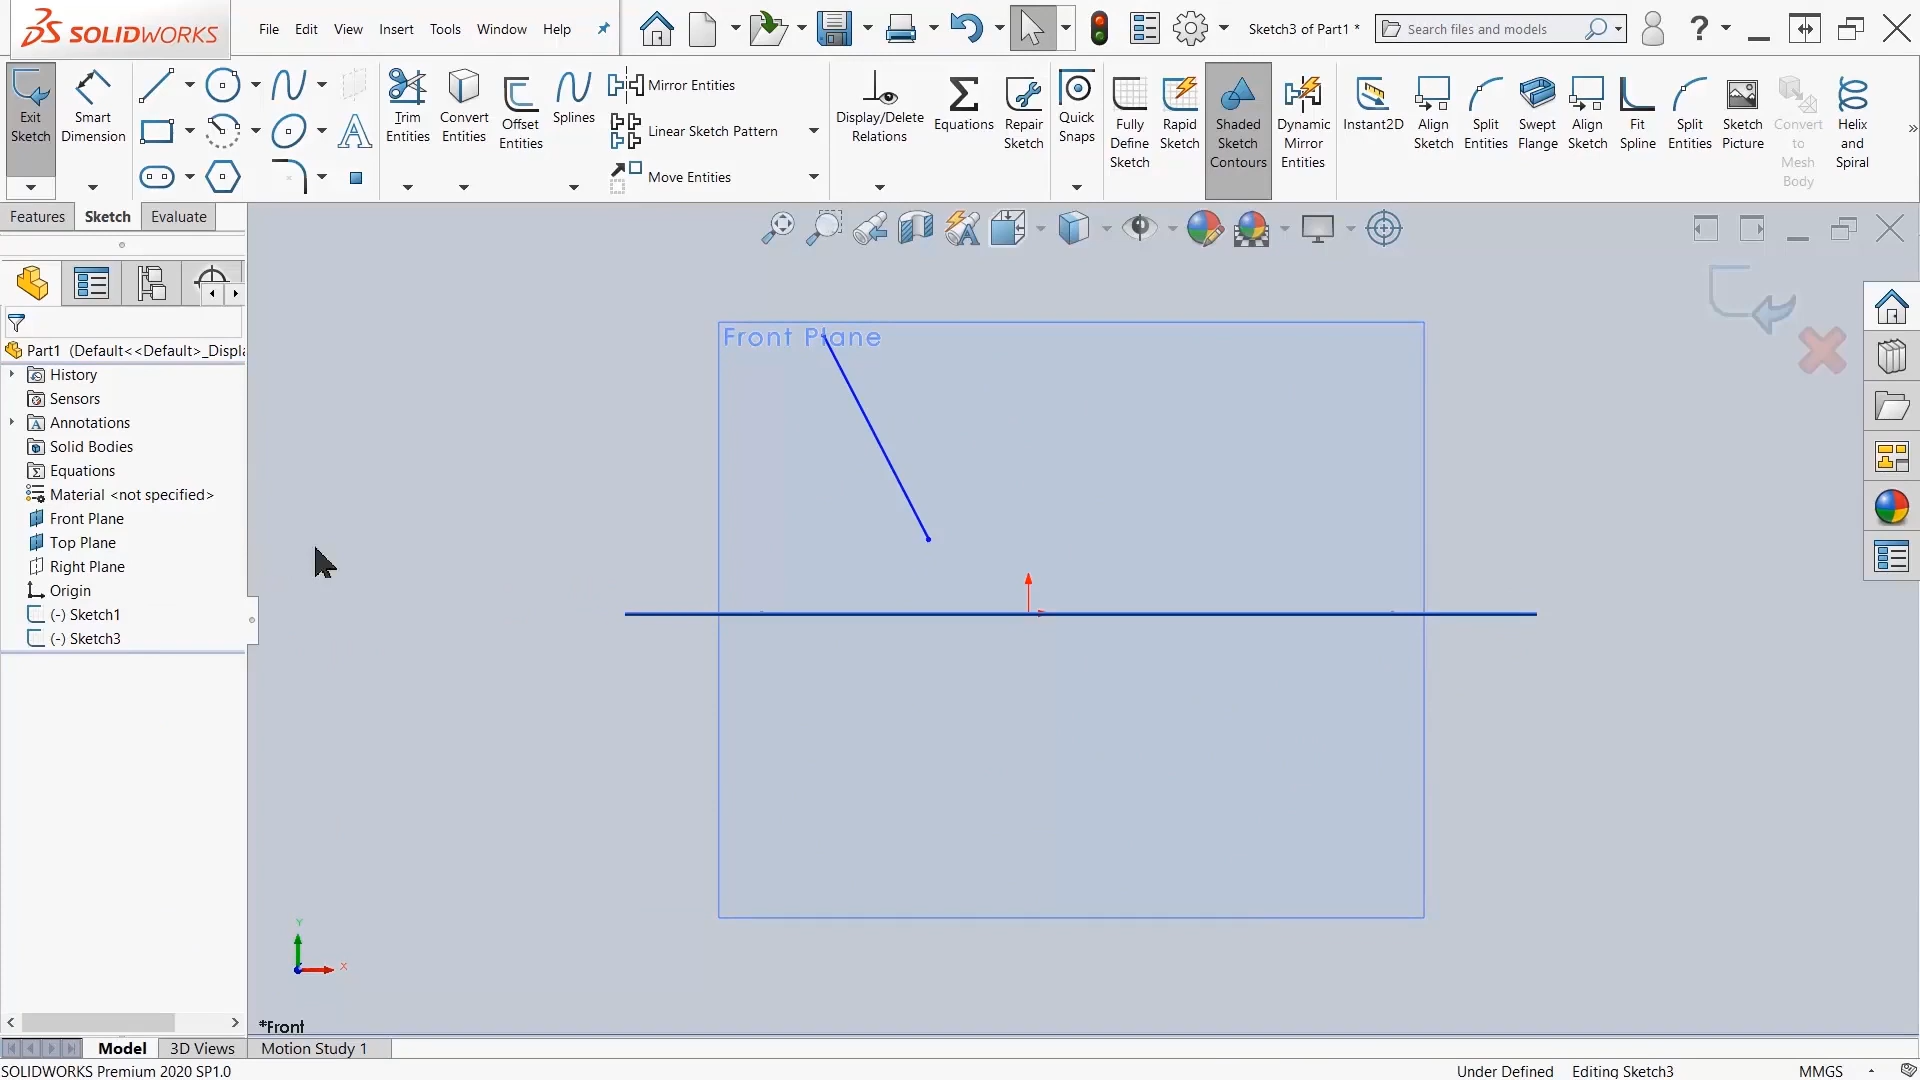 SOLIDWORKS
File Edit View Insert Tools Window Help
Sketch3 of Part1 *
Search files and models
?
Exit Sketch
Smart Dimension
Trim Entities
Convert Entities
Offset Entities
Splines
Mirror Entities
Linear Sketch Pattern
Move Entities
Display/Delete Relations
Equations
Repair Sketch
Quick Snaps
Fully Define Sketch
Rapid Sketch
Shaded Sketch Contours
Dynamic Mirror Entities
Instant2D
Align Sketch
Split Entities
Swept Flange
Align Sketch
Fit Spline
Split Entities
Sketch Picture
Convert to Mesh Body
Helix and Spiral
Features Sketch Evaluate
Part1 (Default<<Default>_Displ
History
Sensors
Annotations
Solid Bodies
Equations
Material <not specified>
Front Plane
Top Plane
Right Plane
Origin
(-) Sketch1
(-) Sketch3
Front Plane
Y
X
*Front
Model 3D Views Motion Study 1
SOLIDWORKS Premium 2020 SP1.0
Under Defined Editing Sketch3 MMGS